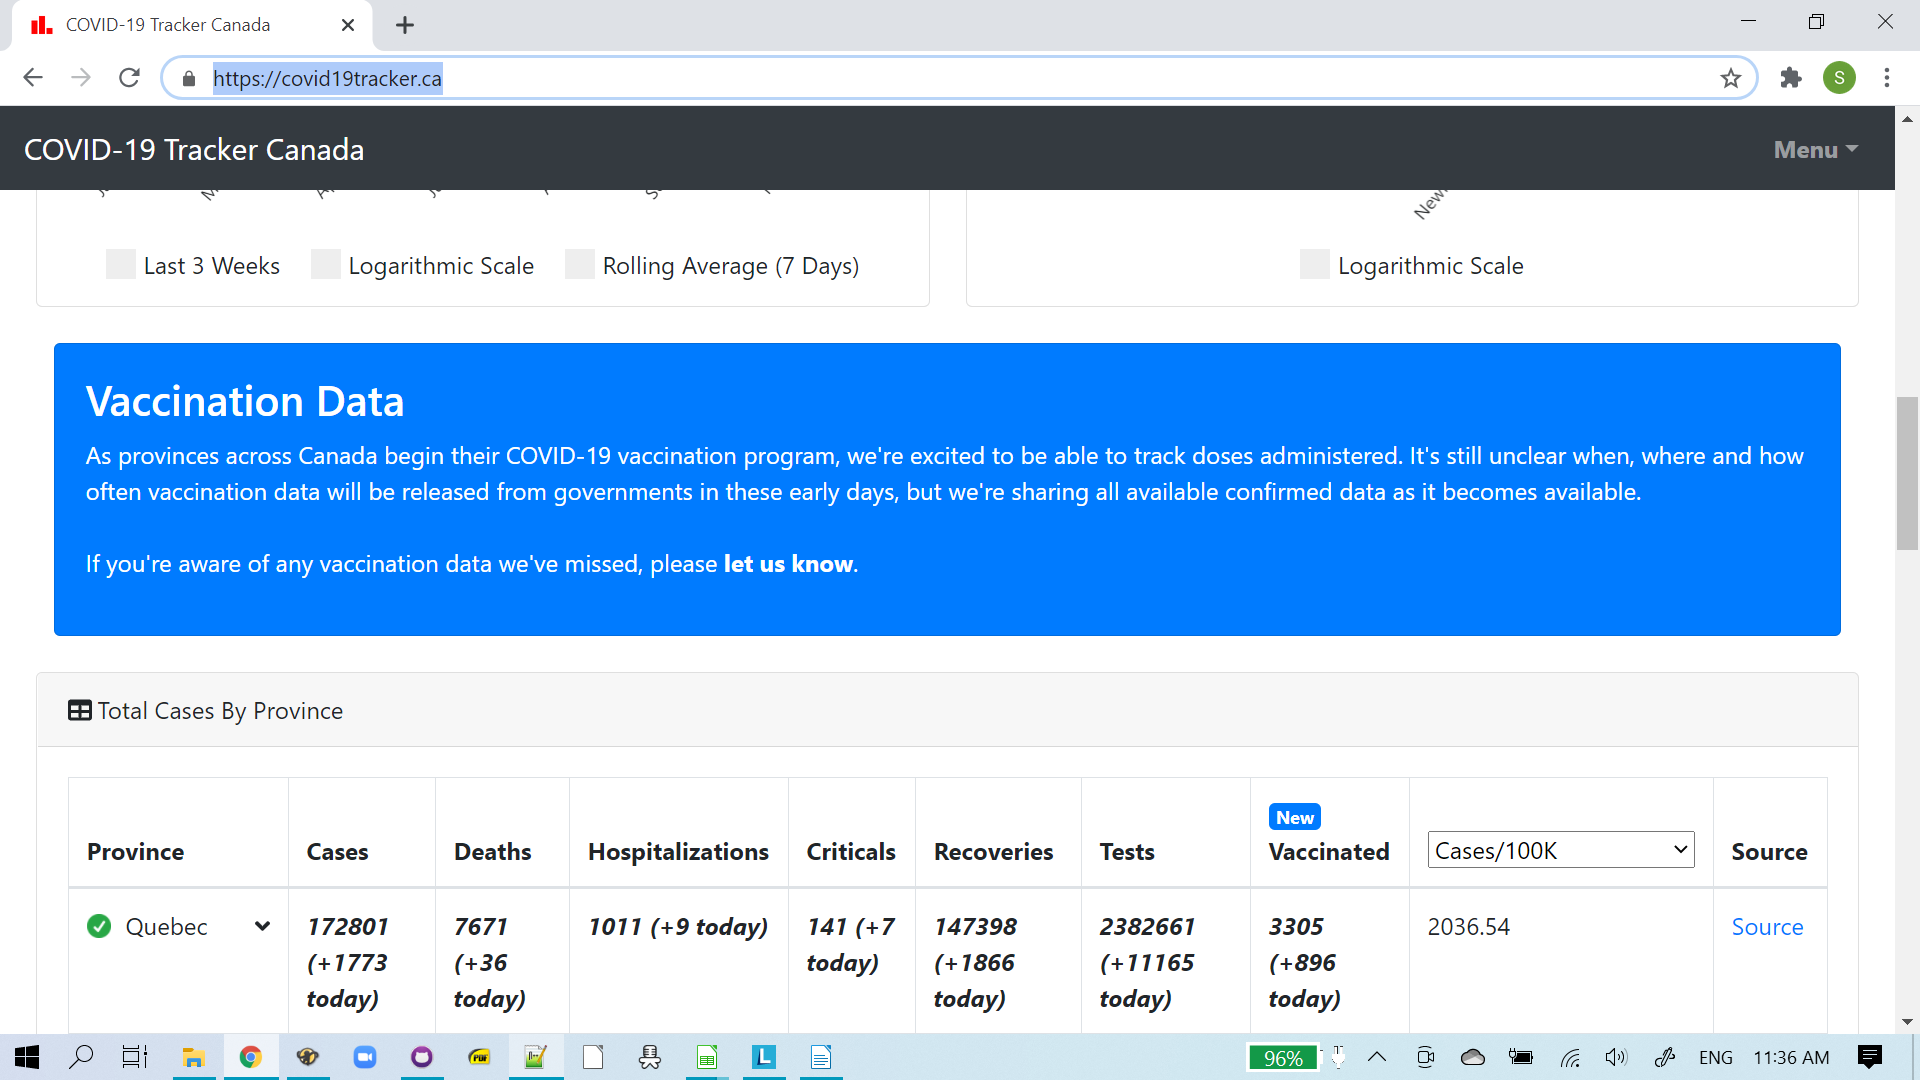 COVID-19 Tracker Canada
https://covid19tracker.ca
S
COVID-19 Tracker Canada
Menu
New
Last 3 Weeks
Logarithmic Scale
Rolling Average (7 Days)
Logarithmic Scale
Vaccination Data
As provinces across Canada begin their COVID-19 vaccination program, we're excited to be able to track doses administered. It's still unclear when, where and how
often vaccination data will be released from governments in these early days, but we're sharing all available confirmed data as it becomes available.
If you're aware of any vaccination data we've missed, please let us know.
Total Cases By Province
New
Province Cases Deaths Hospitalizations Criticals Recoveries Tests Vaccinated Cases/100K Source
Quebec 172801 7671 1011 (+9 today) 141 (+7 147398 2382661 3305 2036.54 Source
(+1773 (+36 today) (+1866 (+11165 (+896
today) today) today) today) today)
PDF
L
96%
ENG
11:36 AM